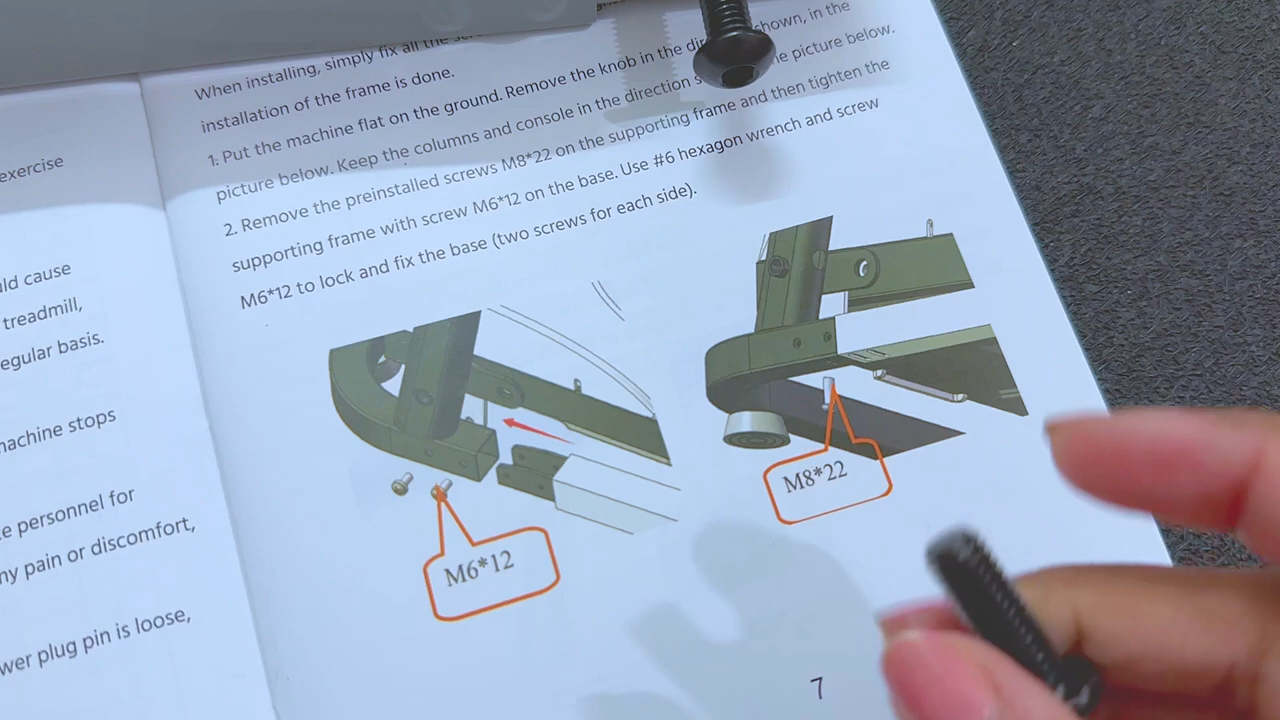 exercise
uld cause
treadmill,
egular basis.
machine stops
e personnel for
ny pain or discomfort,
wer plug pin is loose,
When installing, simply fix all the
installation of the frame is done.
1: Put the machine flat on the ground. Remove the knob in the shown, in the
picture below. Keep the columns and console in the direction picture below.
2. Remove the preinstalled screws M8*22 on the supporting frame and then tighten the
supporting frame with screw M6*12 on the base. Use #6 hexagon wrench and screw
M6*12 to lock and fix the base (two screws for each side).
M8*22
M6*12
7